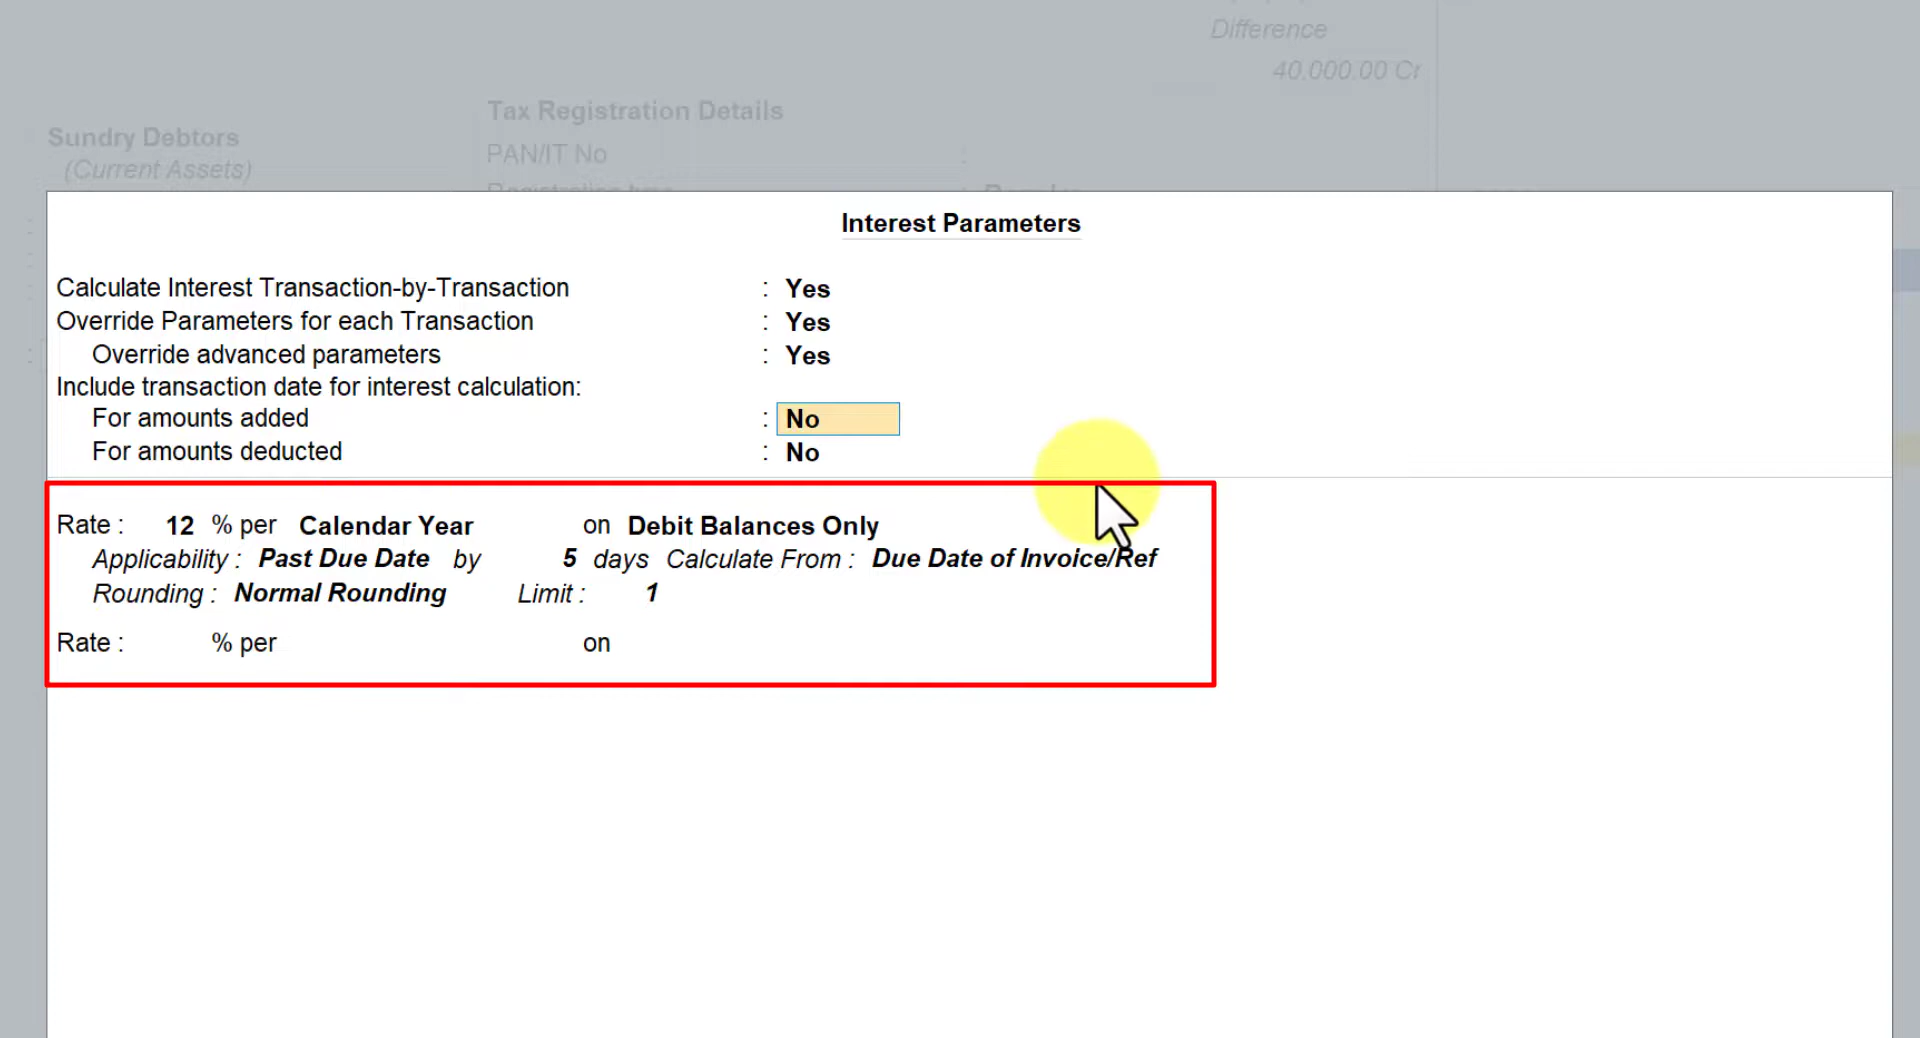 Difference
40,000.00 Cr
Tax Registration Details
Sundry Debtors
PAN/IT No :
(Current Assets)
Interest Parameters
Calculate Interest Transaction-by-Transaction : Yes
Override Parameters for each Transaction : Yes
Override advanced parameters : Yes
Include transaction date for interest calculation:
For amounts added : No
For amounts deducted : No
Rate : 12 % per Calendar Year on Debit Balances Only
Applicability : Past Due Date by 5 days Calculate From : Due Date of Invoice/Ref
Rounding : Normal Rounding Limit : 1
Rate : % per on